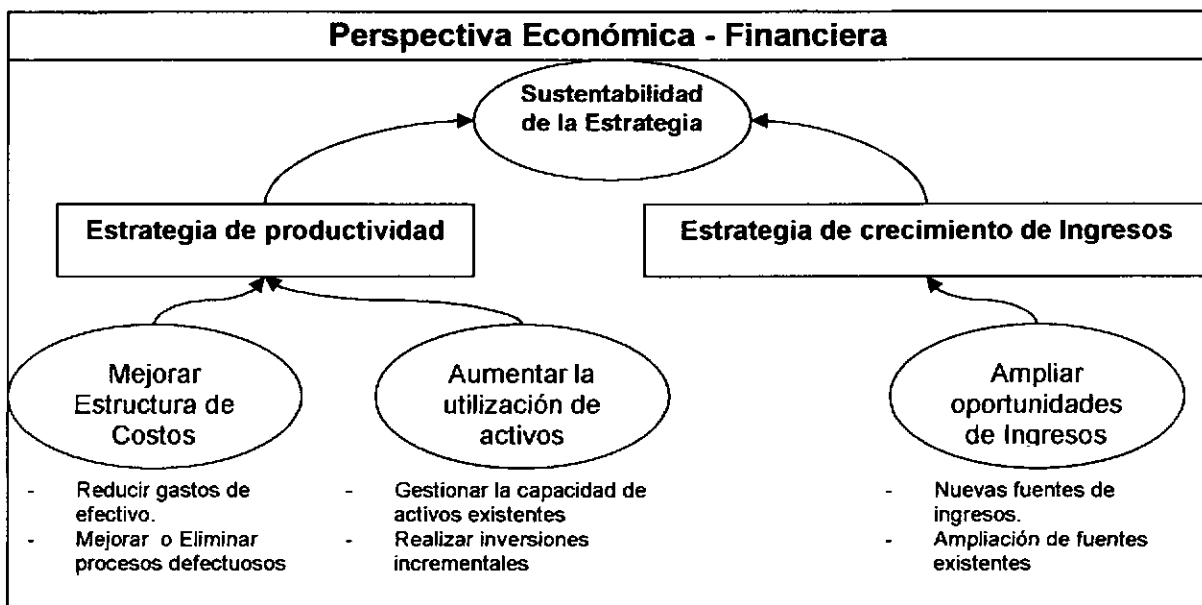 Perspectiva Económica - Financiera
Sustentabilidad
de la Estrategia
Estrategia de productividad
Estrategia de crecimiento de Ingresos
Mejorar
Estructura de
Costos
Aumentar la
utilización de
activos
Ampliar
oportunidades
de Ingresos
- Reducir gastos de
efectivo.
- Mejorar o Eliminar
procesos defectuosos
- Gestionar la capacidad de
activos existentes
- Realizar inversiones
incrementales
- Nuevas fuentes de
ingresos.
- Ampliación de fuentes
existentes